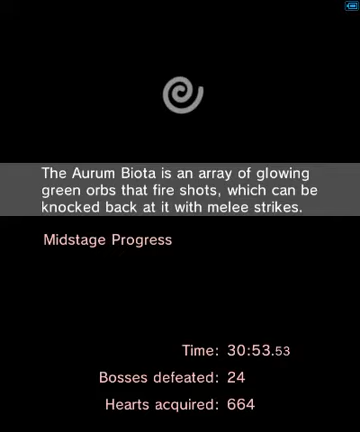 The Aurum Biota is an array of glowing
green orbs that fire shots, which can be
knocked back at it with melee strikes.
Midstage Progress
Time: 30:53.53
Bosses defeated: 24
Hearts acquired: 664